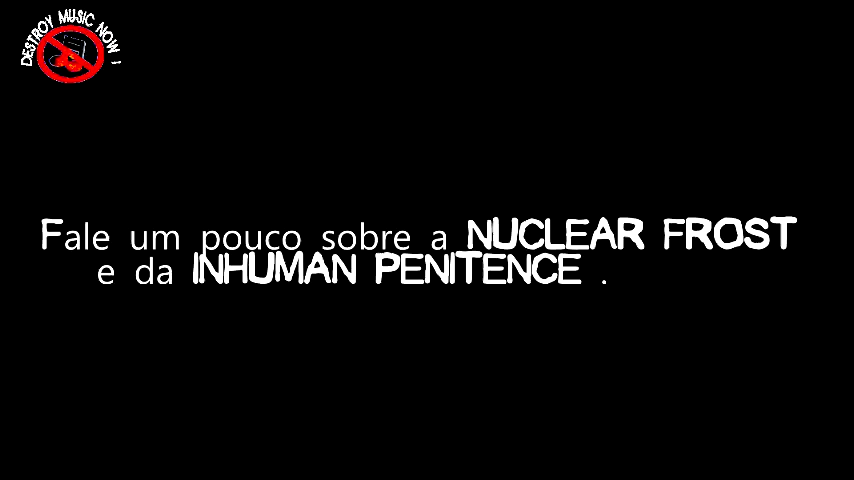 DESTROY MUSIC NOW !
Fale um pouco sobre a NUCLEAR FROST
e da INHUMAN PENITENCE .